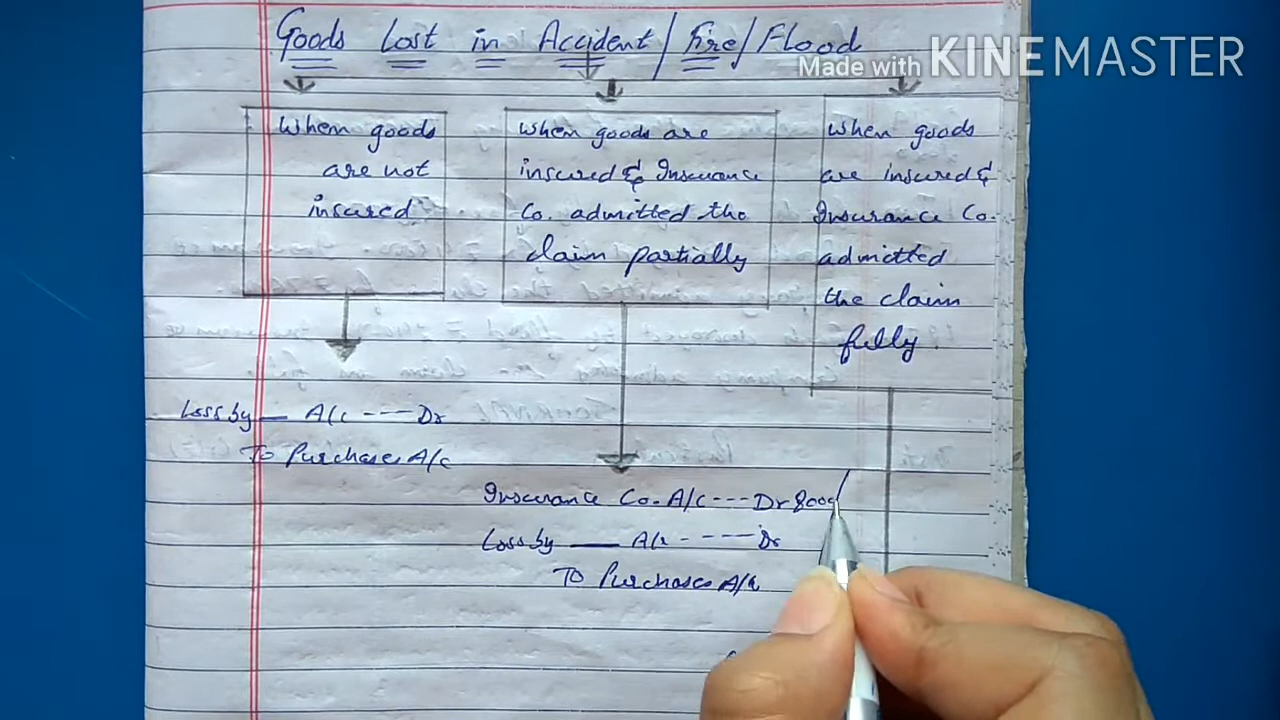 Goods Lost in Accident/Fire/Flood
Made with KINEMASTER
When goods
are not
insured
When goods are
insured & Insurance
Co. admitted the
claim partially
When goods
are insured &
Insurance Co.
admitted
the claim
fully.
Loss by — A/c --- Dr
To Purchases A/c
Insurance Co. A/c --- Dr 8000/
Loss by — A/c ---- Dr
To Purchases A/c